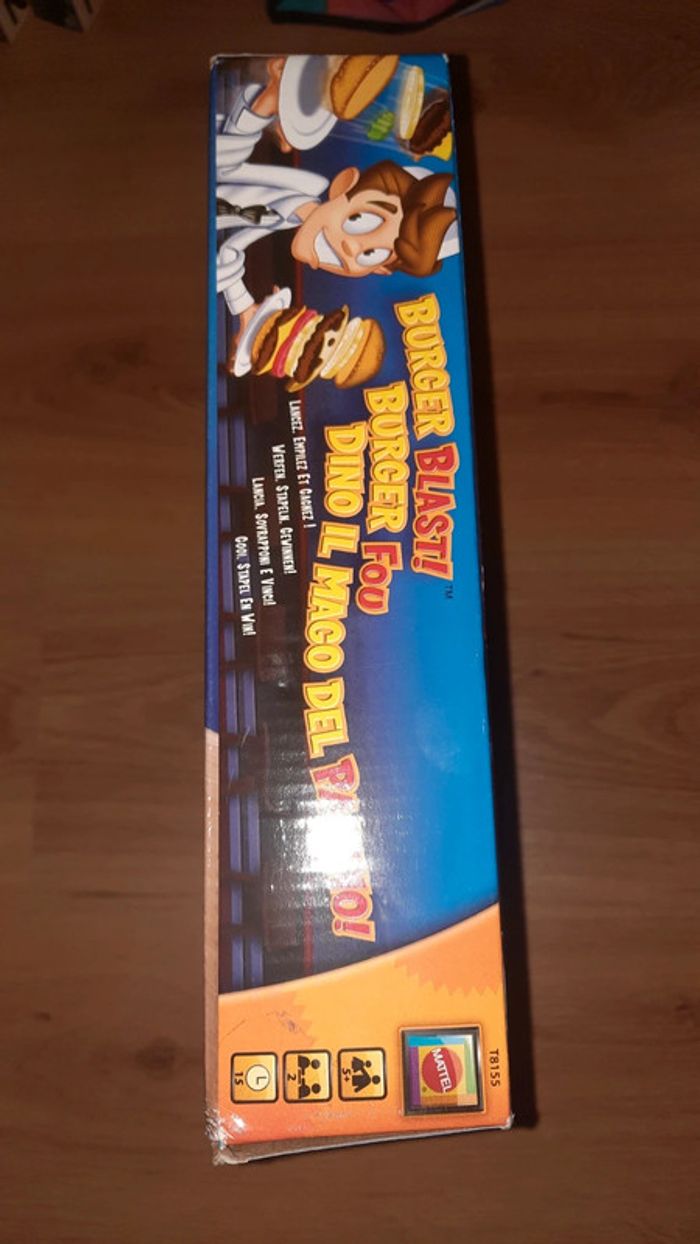 BURGER BLAST!™
BURGER FOU
DINO IL MAGO DEL
LANCEZ, EMPILEZ ET GAGNEZ !
WERFEN, STAPELN, GEWINNEN!
LANCIA, SOVRAPPONI E VINCI!
GOOI, STAPEL EN WIN!
T8155
MATTEL
5+
2
15